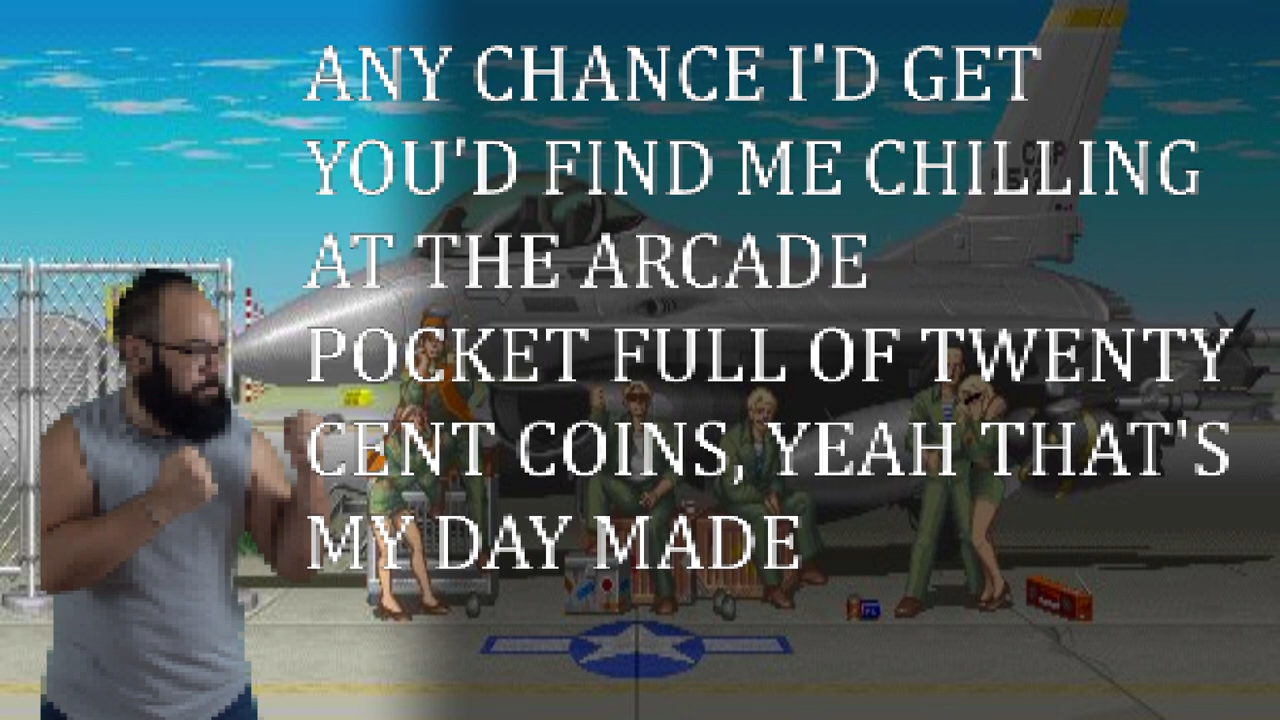 ANY CHANCE I'D GET
YOU'D FIND ME CHILLING
AT THE ARCADE
POCKET FULL OF TWENTY
CENT COINS, YEAH THAT'S
MY DAY MADE